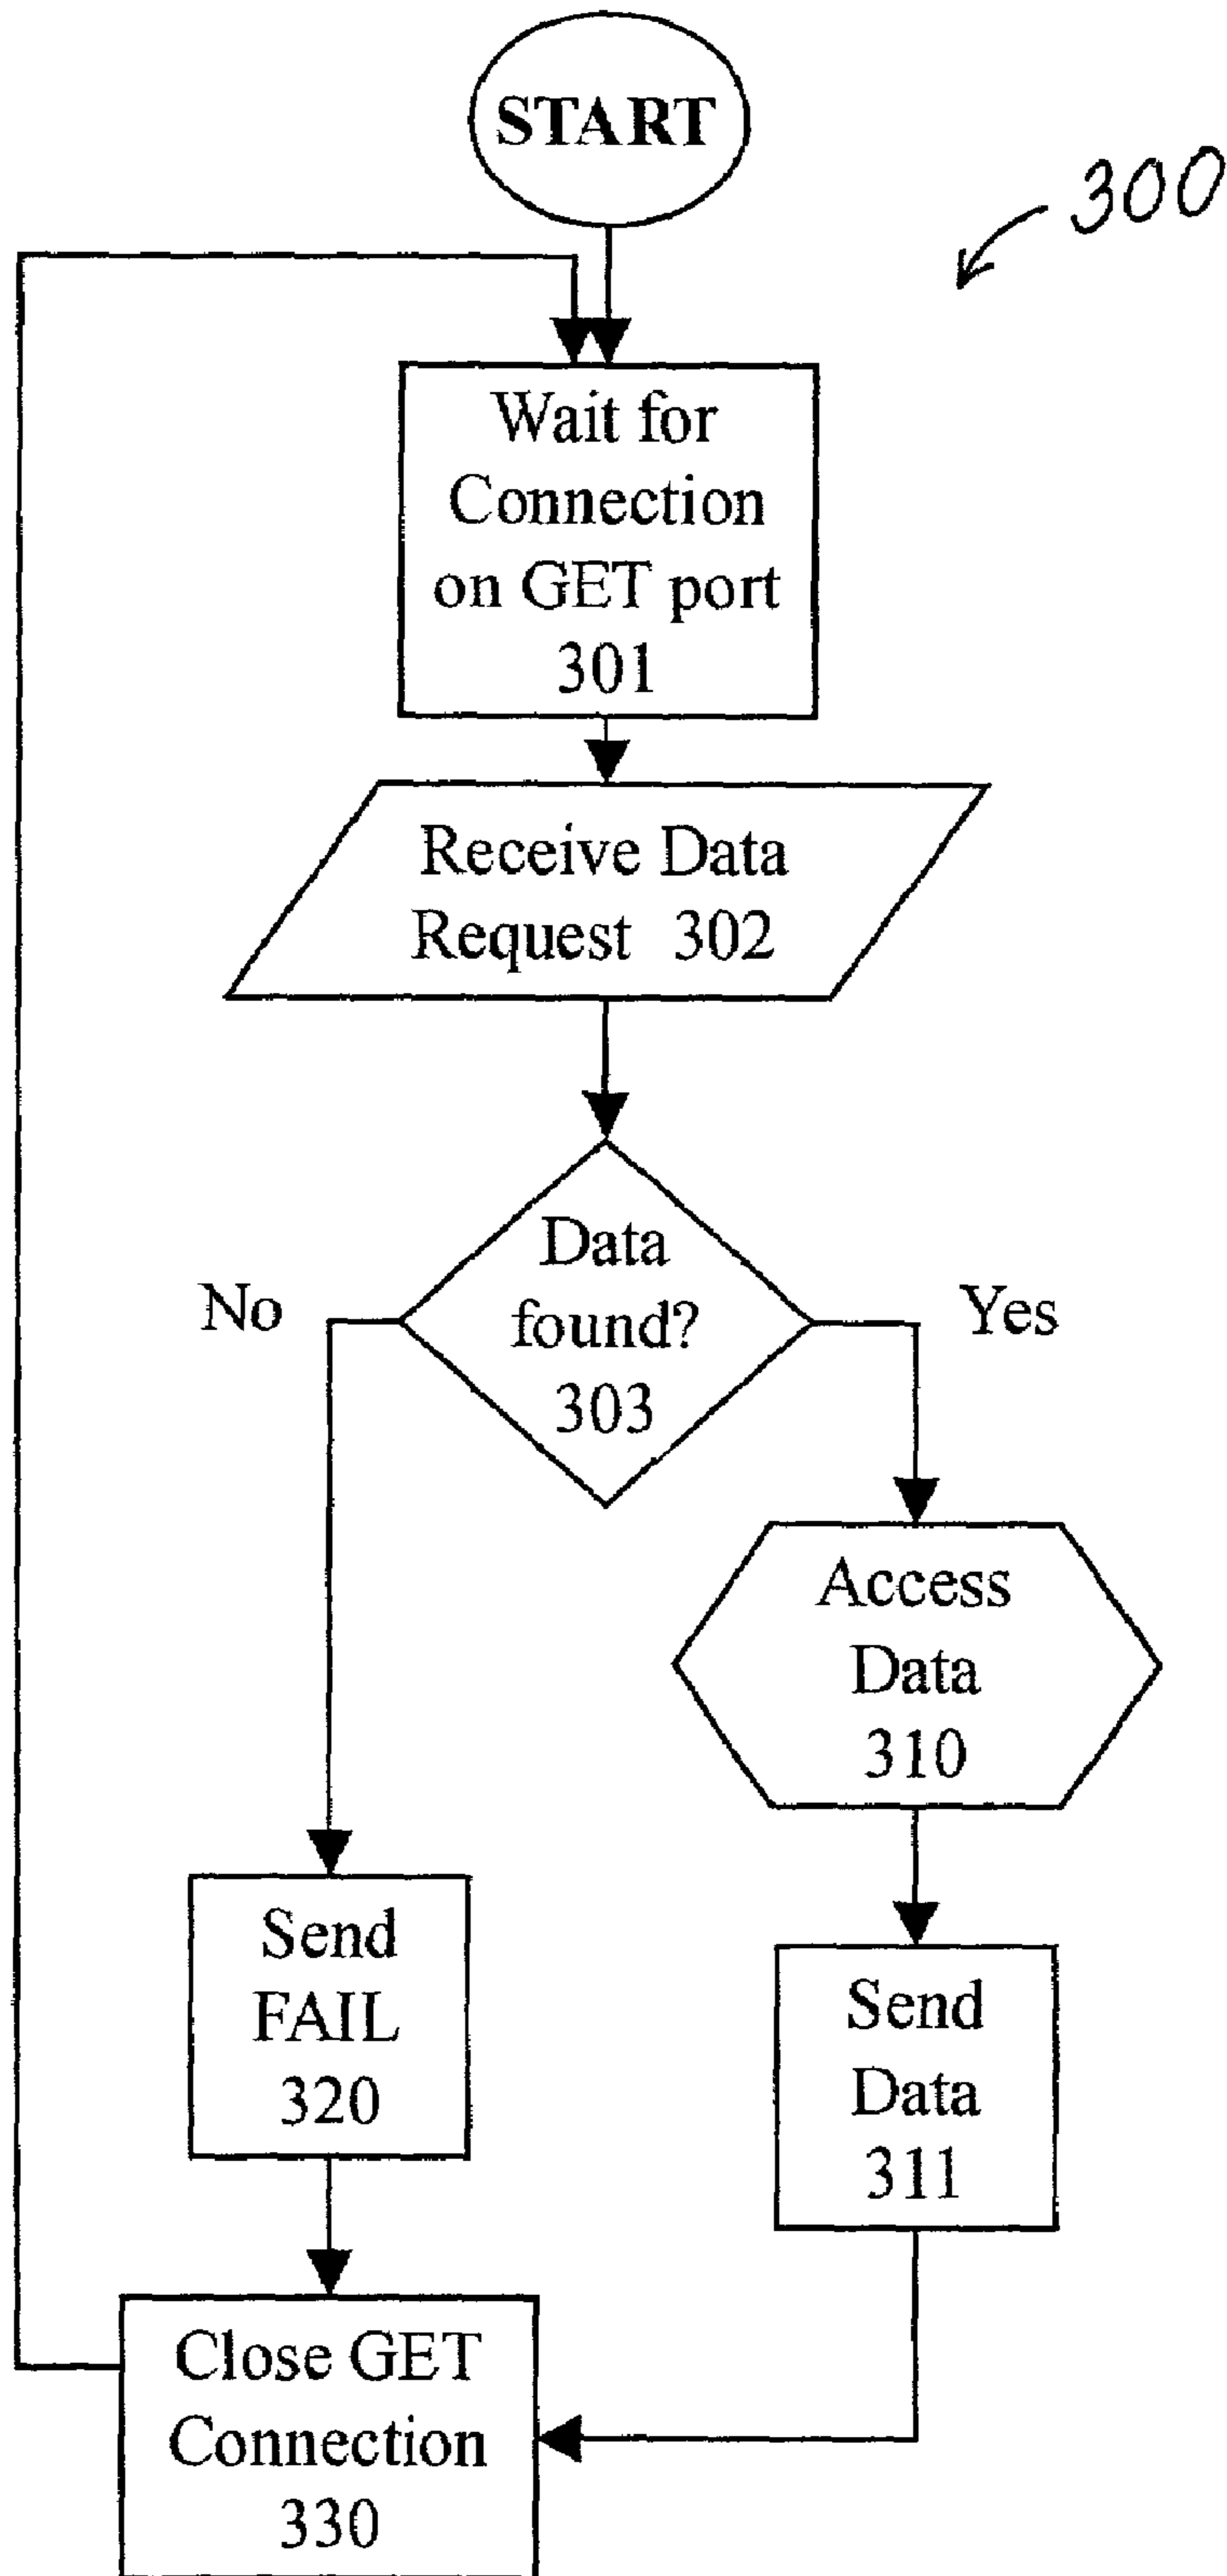 START
300
Wait for
Connection
on GET port
301
Receive Data
Request 302
Data
found?
303
No
Yes
Access
Data
310
Send
FAIL
320
Send
Data
311
Close GET
Connection
330